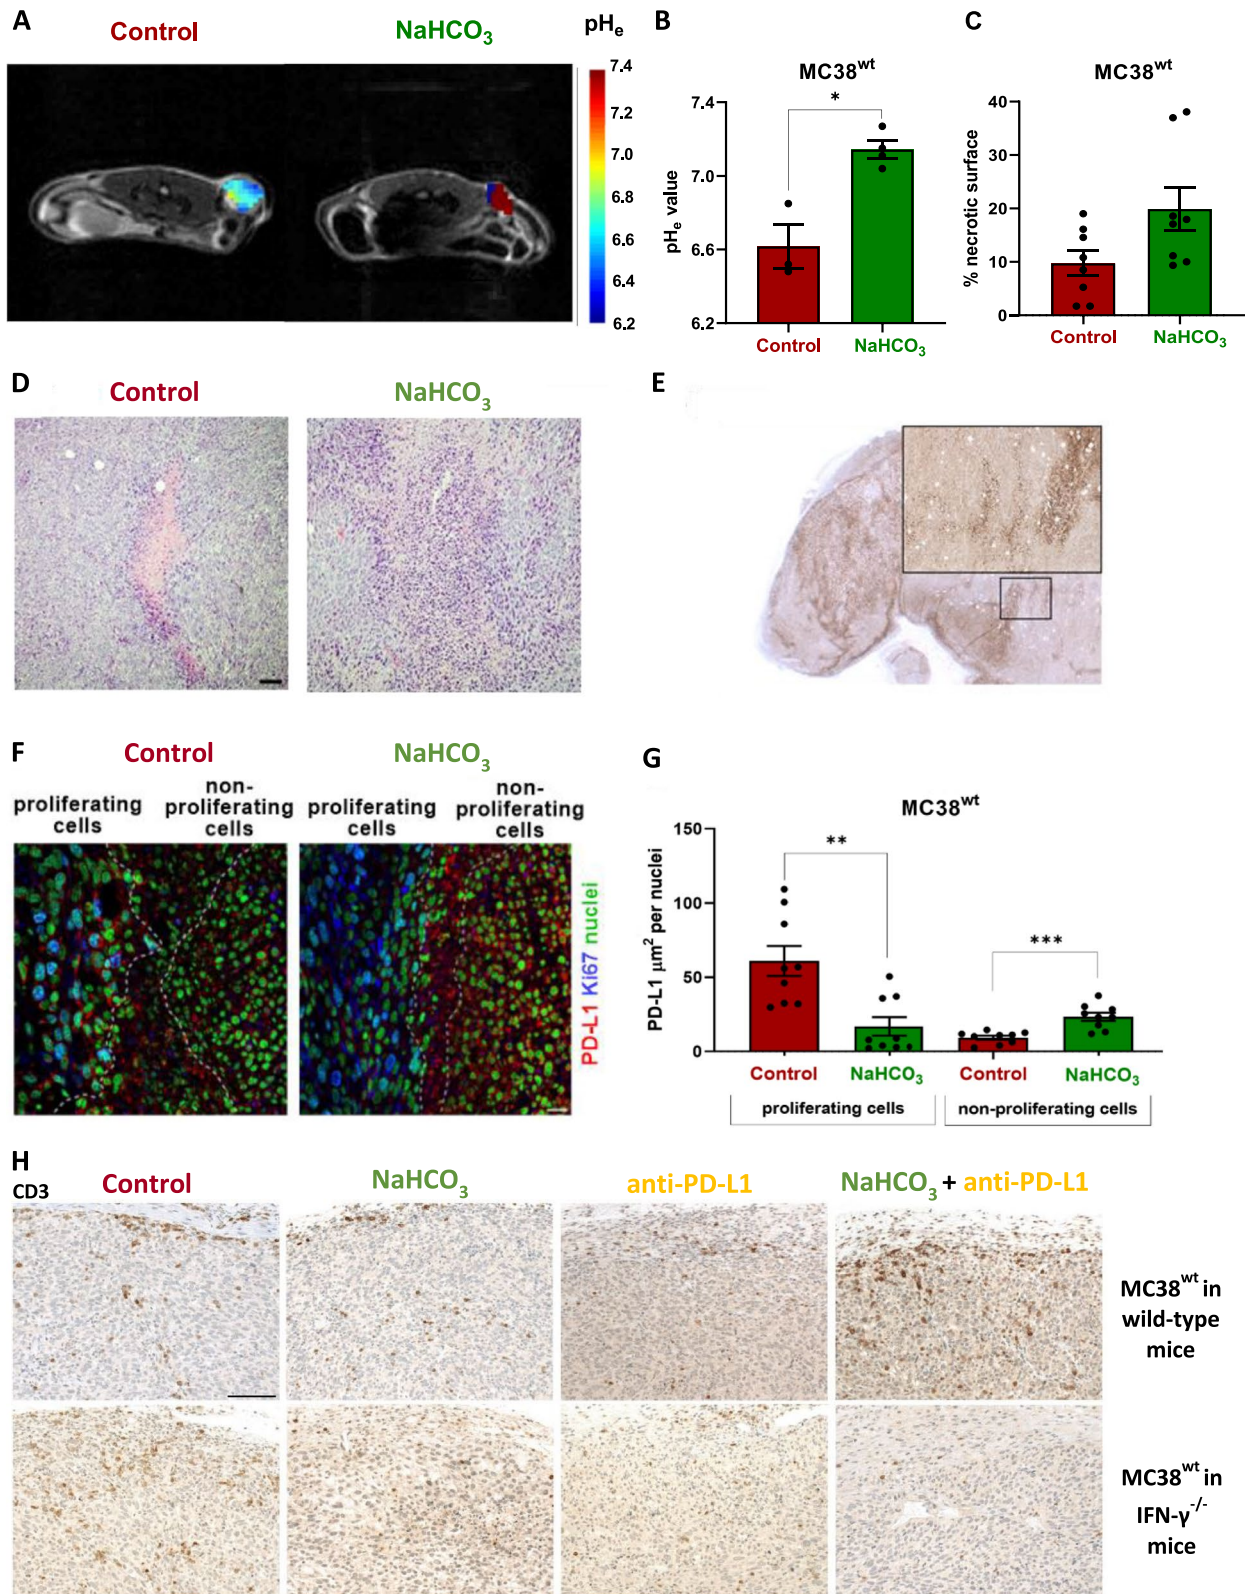 A
Control
NaHCO₃
pHₑ
7.4
7.0
6.8
6.6
6.4
6.2
B
MC38ʷᵗ
*
7.4
7.0
6.6
6.2
pHₑ value
Control
NaHCO₃
C
MC38ʷᵗ
40
30
20
10
0
% necrotic surface
Control
NaHCO₃
D
Control
NaHCO₃
E
F
Control
NaHCO₃
proliferating
cells
non-
proliferating
cells
proliferating
cells
non-
proliferating
cells
PD-L1 Ki67 nuclei
G
MC38ʷᵗ
150
100
50
0
PD-L1 μm² per nuclei
**
***
Control
NaHCO₃
Control
NaHCO₃
proliferating cells
non-proliferating cells
H
CD3
Control
NaHCO₃
anti-PD-L1
NaHCO₃ + anti-PD-L1
MC38ʷᵗ in
wild-type
mice
MC38ʷᵗ in
IFN-γ⁻/⁻
mice